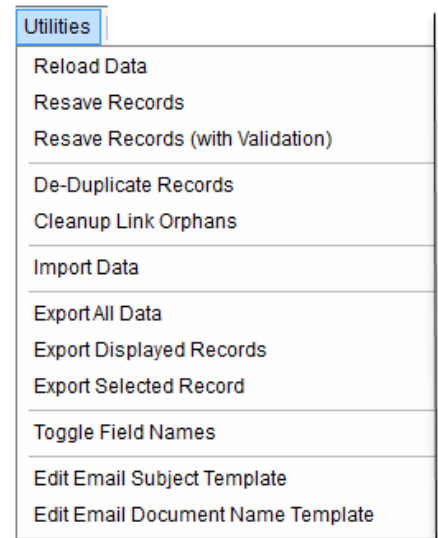 Utilities
Reload Data
Resave Records
Resave Records (with Validation)
De-Duplicate Records
Cleanup Link Orphans
Import Data
Export All Data
Export Displayed Records
Export Selected Record
Toggle Field Names
Edit Email Subject Template
Edit Email Document Name Template